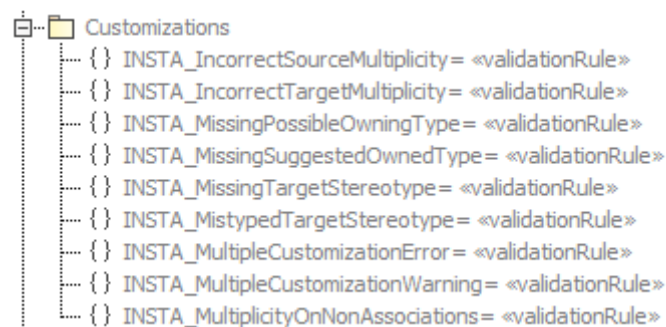 Customizations
{} INSTA_IncorrectSourceMultiplicity= «validationRule»
{} INSTA_IncorrectTargetMultiplicity= «validationRule»
{} INSTA_MissingPossibleOwningType= «validationRule»
{} INSTA_MissingSuggestedOwnedType= «validationRule»
{} INSTA_MissingTargetStereotype= «validationRule»
{} INSTA_MistypedTargetStereotype= «validationRule»
{} INSTA_MultipleCustomizationError= «validationRule»
{} INSTA_MultipleCustomizationWarning= «validationRule»
{} INSTA_MultiplicityOnNonAssociations= «validationRule»